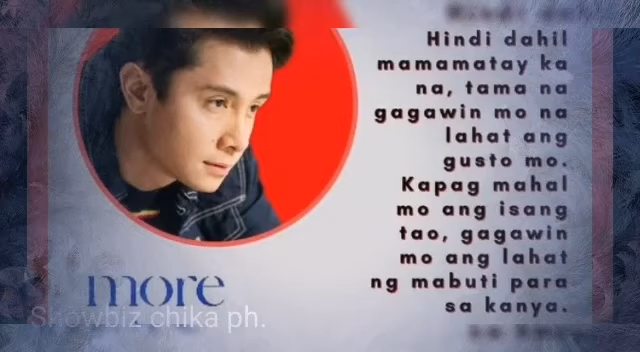 Hindi dahil
mamamatay ka
na, tama na
gagawin mo na
lahat ang
gusto mo.
Kapag mahal
mo ang isang
tao, gagawin
mo ang lahat
ng mabuti para
sa kanya.
more
Showbiz chika ph.